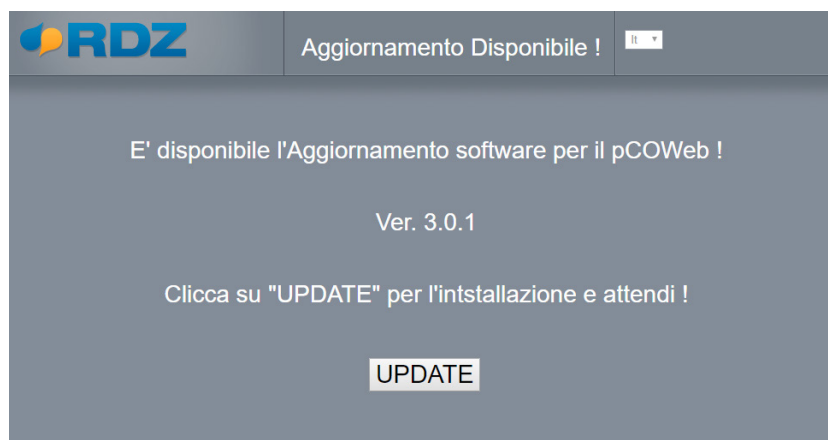 RDZ
Aggiornamento Disponibile !
It
E' disponibile l'Aggiornamento software per il pCOWeb !
Ver. 3.0.1
Clicca su "UPDATE" per l'intstallazione e attendi !
UPDATE